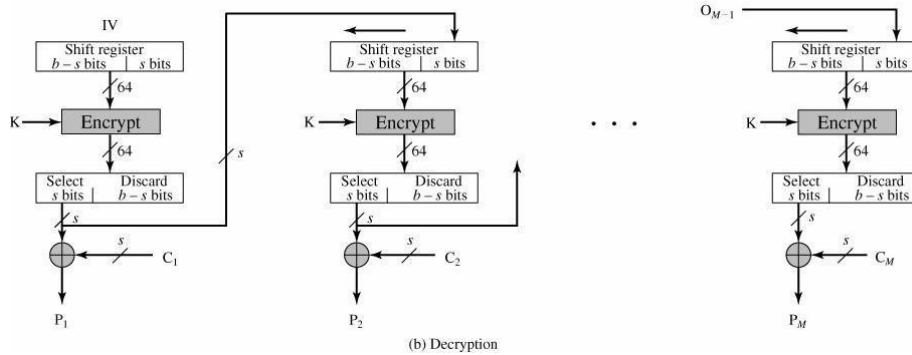 IV
Shift register
b – s bits | s bits
64
K
Encrypt
64
Select
s bits
Discard
b – s bits
s
s
C1
P1
s
Shift register
b – s bits | s bits
64
K
Encrypt
64
Select
s bits
Discard
b – s bits
s
s
C2
P2
. . .
OM–1
Shift register
b – s bits | s bits
64
K
Encrypt
64
Select
s bits
Discard
b – s bits
s
s
CM
PM
(b) Decryption